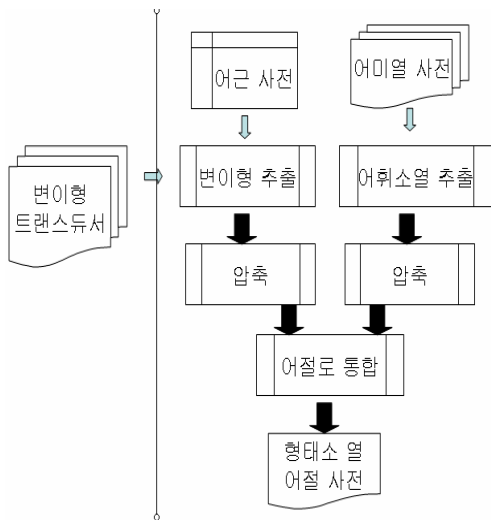 어근 사전
어미열 사전
변이형
트랜스듀서
변이형 추출
어휘소열 추출
압축
압축
어절로 통합
형태소 열
어절 사전